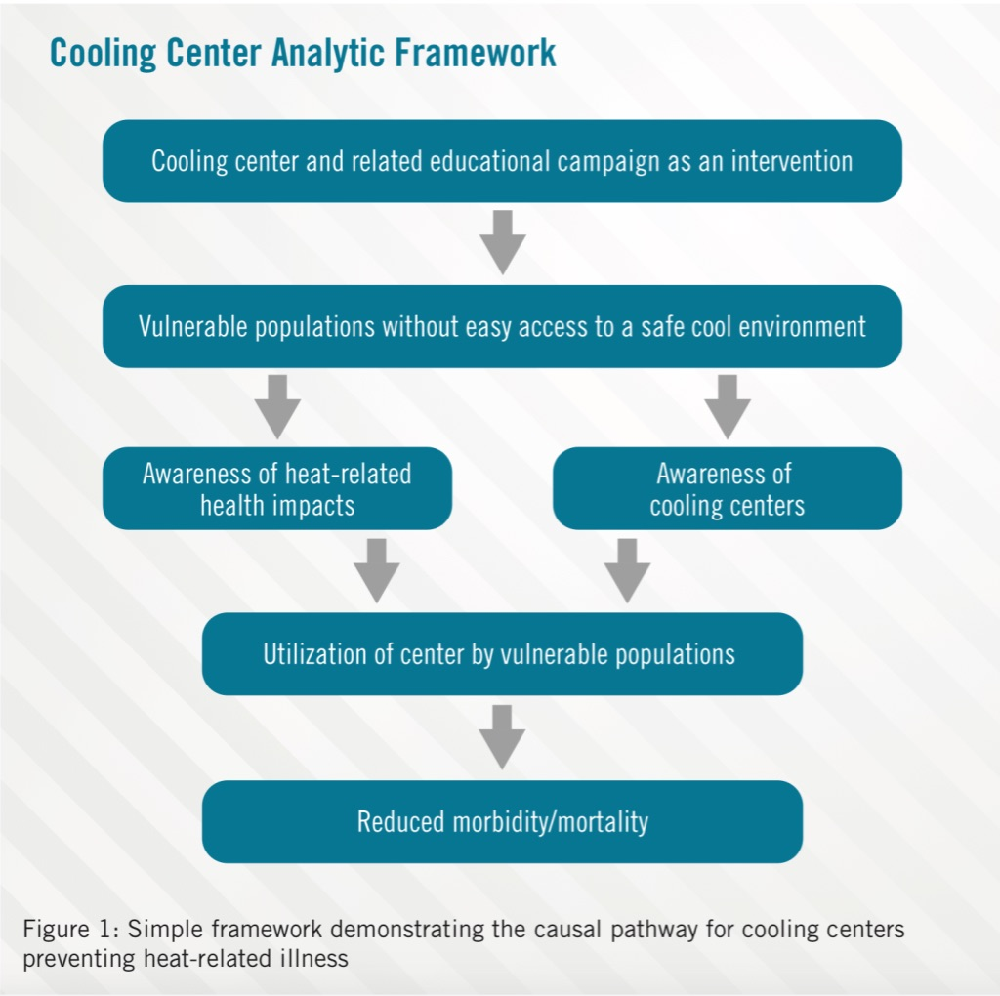 Cooling Center Analytic Framework
Cooling center and related educational campaign as an intervention
Vulnerable populations without easy access to a safe cool environment
Awareness of heat-related
health impacts
Awareness of
cooling centers
Utilization of center by vulnerable populations
Reduced morbidity/mortality
Figure 1: Simple framework demonstrating the causal pathway for cooling centers
preventing heat-related illness